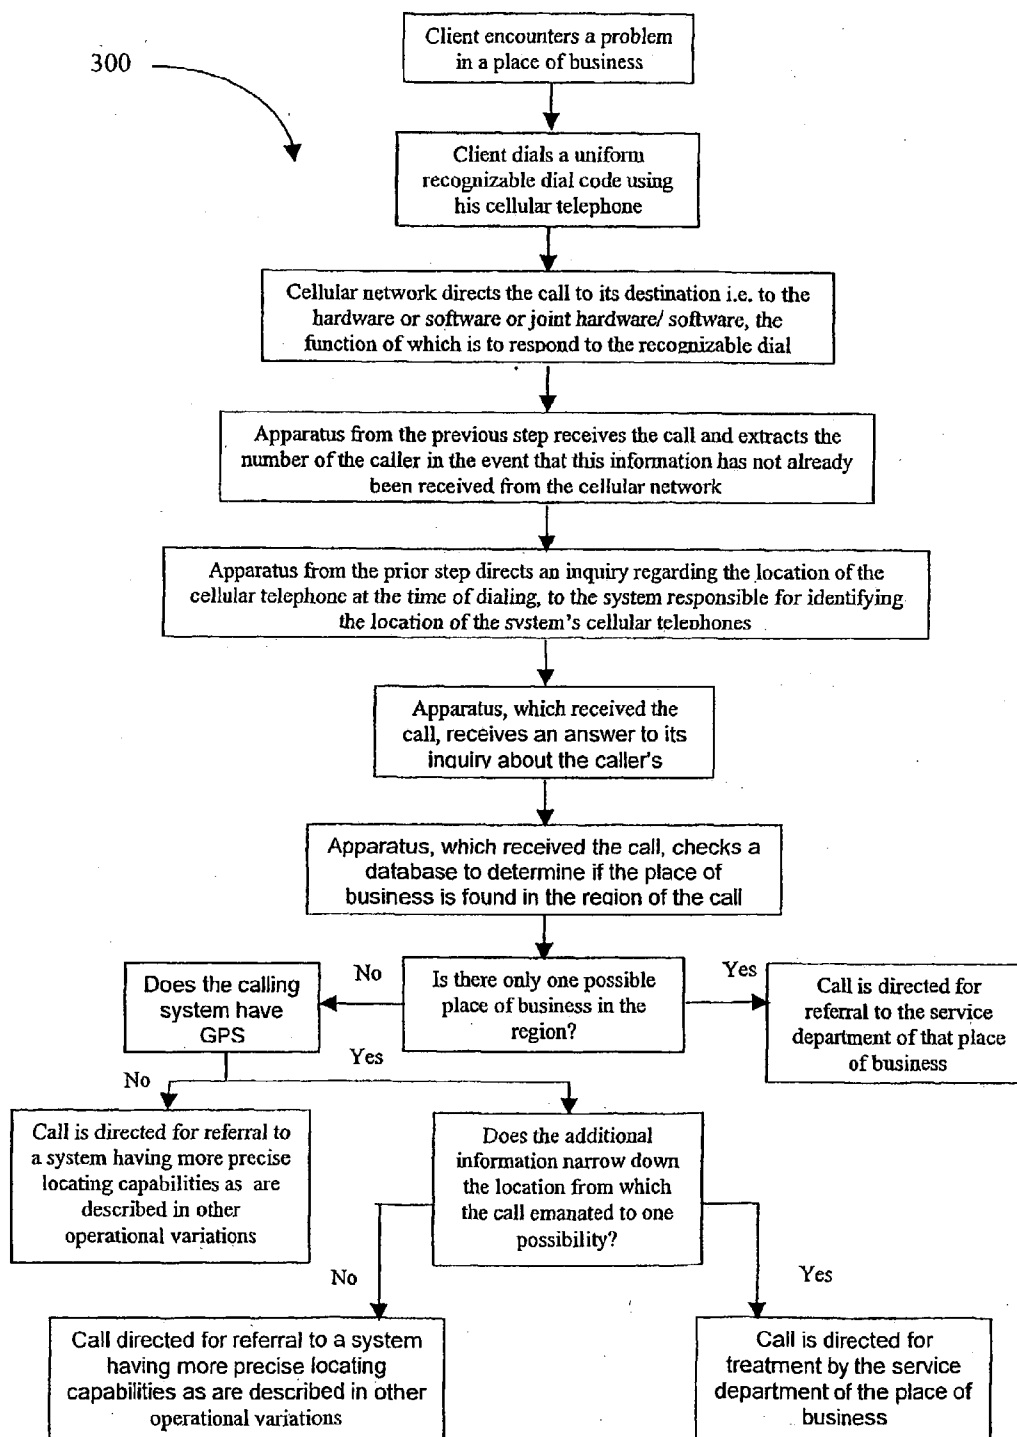 Client encounters a problem
in a place of business
300
Client dials a uniform
recognizable dial code using
his cellular telephone
Cellular network directs the call to its destination i.e. to the
hardware or software or joint hardware/ software, the
function of which is to respond to the recognizable dial
Apparatus from the previous step receives the call and extracts the
number of the caller in the event that this information has not already
been received from the cellular network
Apparatus from the prior step directs an inquiry regarding the location of the
cellular telephone at the time of dialing, to the system responsible for identifying
the location of the system's cellular telephones
Apparatus, which received the
call, receives an answer to its
inquiry about the caller's
Apparatus, which received the call, checks a
database to determine if the place of
business is found in the region of the call
Is there only one possible
place of business in the
region?
No
Yes
Does the calling
system have
GPS
Call is directed for
referral to the service
department of that place
of business
No
Yes
Call is directed for referral to
a system having more precise
locating capabilities as are
described in other
operational variations
Does the additional
information narrow down
the location from which
the call emanated to one
possibility?
No
Yes
Call directed for referral to a system
having more precise locating
capabilities as are described in other
operational variations
Call is directed for
treatment by the service
department of the place of
business